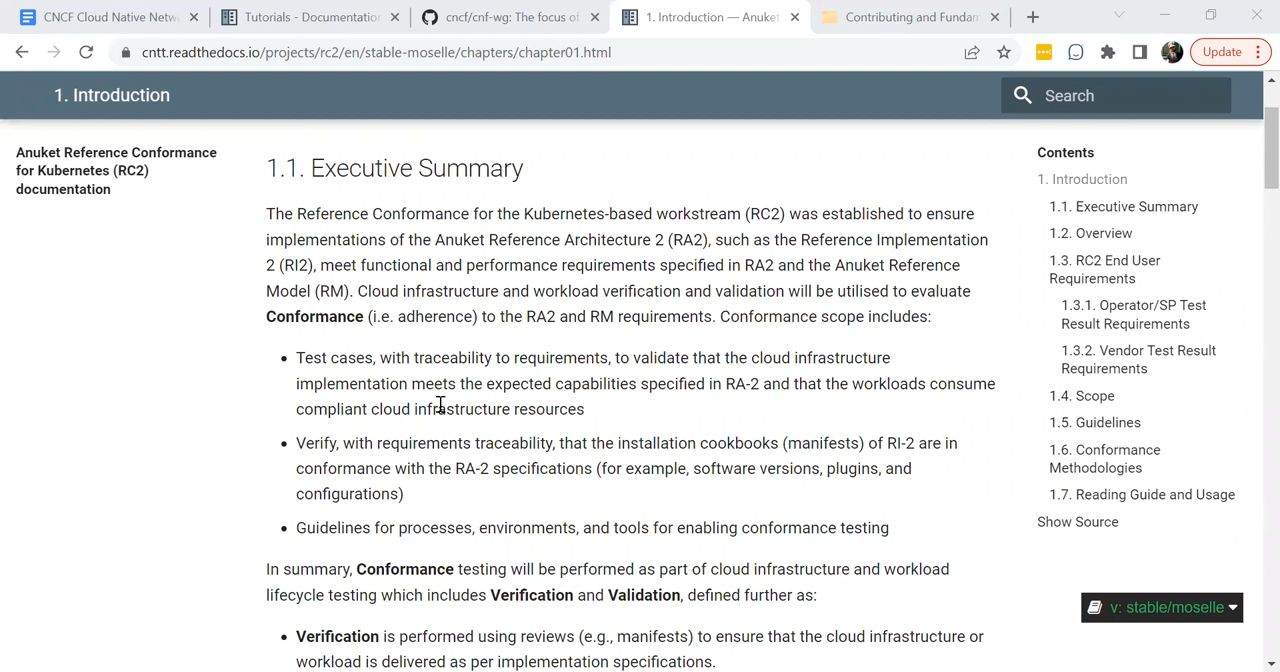 CNCF Cloud Native Netw
Tutorials - Documentation
cncf/cnf-wg: The focus of
1. Introduction — Anuket
Contributing and Fundam
cntt.readthedocs.io/projects/rc2/en/stable-moselle/chapters/chapter01.html
Update
1. Introduction
Search
Anuket Reference Conformance
for Kubernetes (RC2)
documentation
1.1. Executive Summary
The Reference Conformance for the Kubernetes-based workstream (RC2) was established to ensure
implementations of the Anuket Reference Architecture 2 (RA2), such as the Reference Implementation
2 (RI2), meet functional and performance requirements specified in RA2 and the Anuket Reference
Model (RM). Cloud infrastructure and workload verification and validation will be utilised to evaluate
Conformance (i.e. adherence) to the RA2 and RM requirements. Conformance scope includes:
• Test cases, with traceability to requirements, to validate that the cloud infrastructure
implementation meets the expected capabilities specified in RA-2 and that the workloads consume
compliant cloud infrastructure resources
• Verify, with requirements traceability, that the installation cookbooks (manifests) of RI-2 are in
conformance with the RA-2 specifications (for example, software versions, plugins, and
configurations)
• Guidelines for processes, environments, and tools for enabling conformance testing
In summary, Conformance testing will be performed as part of cloud infrastructure and workload
lifecycle testing which includes Verification and Validation, defined further as:
• Verification is performed using reviews (e.g., manifests) to ensure that the cloud infrastructure or
workload is delivered as per implementation specifications.
Contents
1. Introduction
1.1. Executive Summary
1.2. Overview
1.3. RC2 End User
Requirements
1.3.1. Operator/SP Test
Result Requirements
1.3.2. Vendor Test Result
Requirements
1.4. Scope
1.5. Guidelines
1.6. Conformance
Methodologies
1.7. Reading Guide and Usage
Show Source
v: stable/moselle